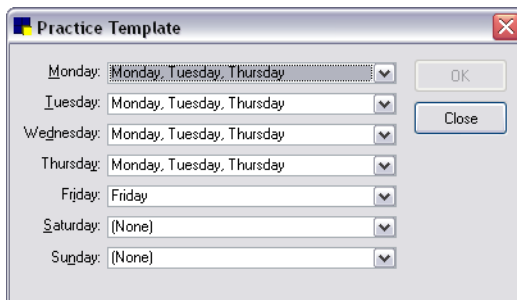 Practice Template
Monday: Monday, Tuesday, Thursday
OK
Tuesday: Monday, Tuesday, Thursday
Close
Wednesday: Monday, Tuesday, Thursday
Thursday: Monday, Tuesday, Thursday
Friday: Friday
Saturday: (None)
Sunday: (None)